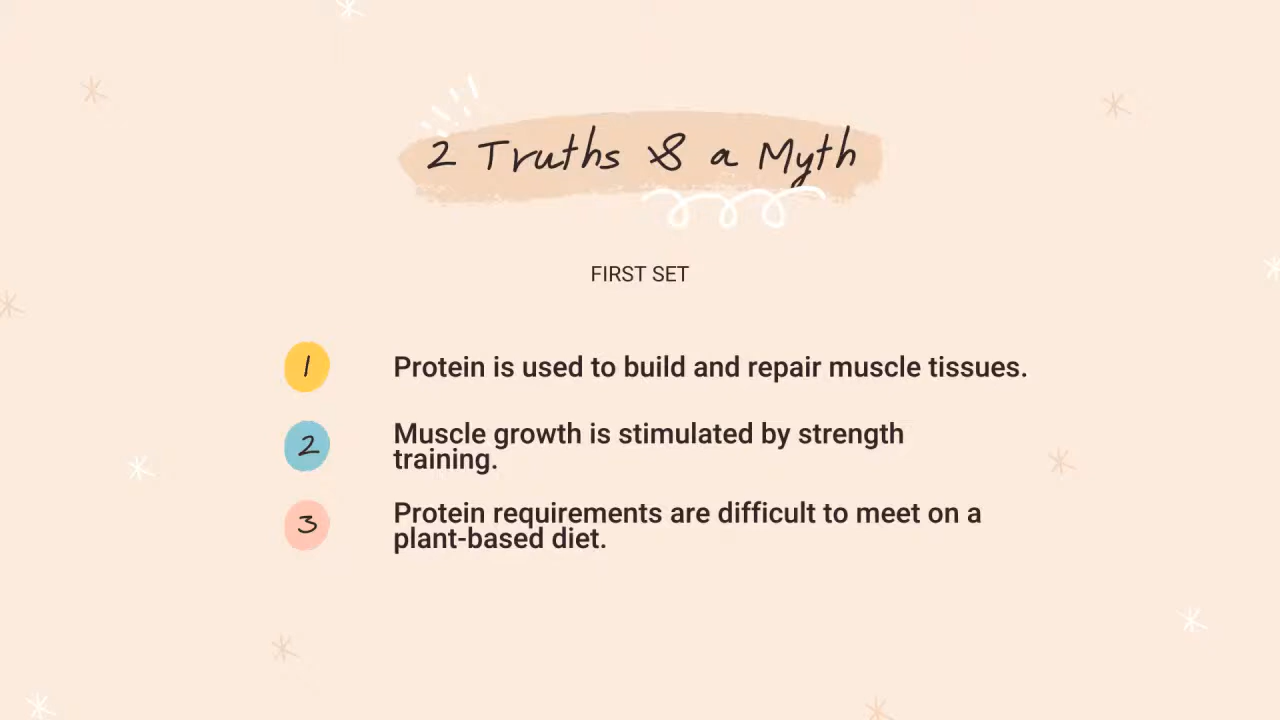 2 Truths & a Myth
FIRST SET
1 Protein is used to build and repair muscle tissues.
2 Muscle growth is stimulated by strength
training.
3 Protein requirements are difficult to meet on a
plant-based diet.